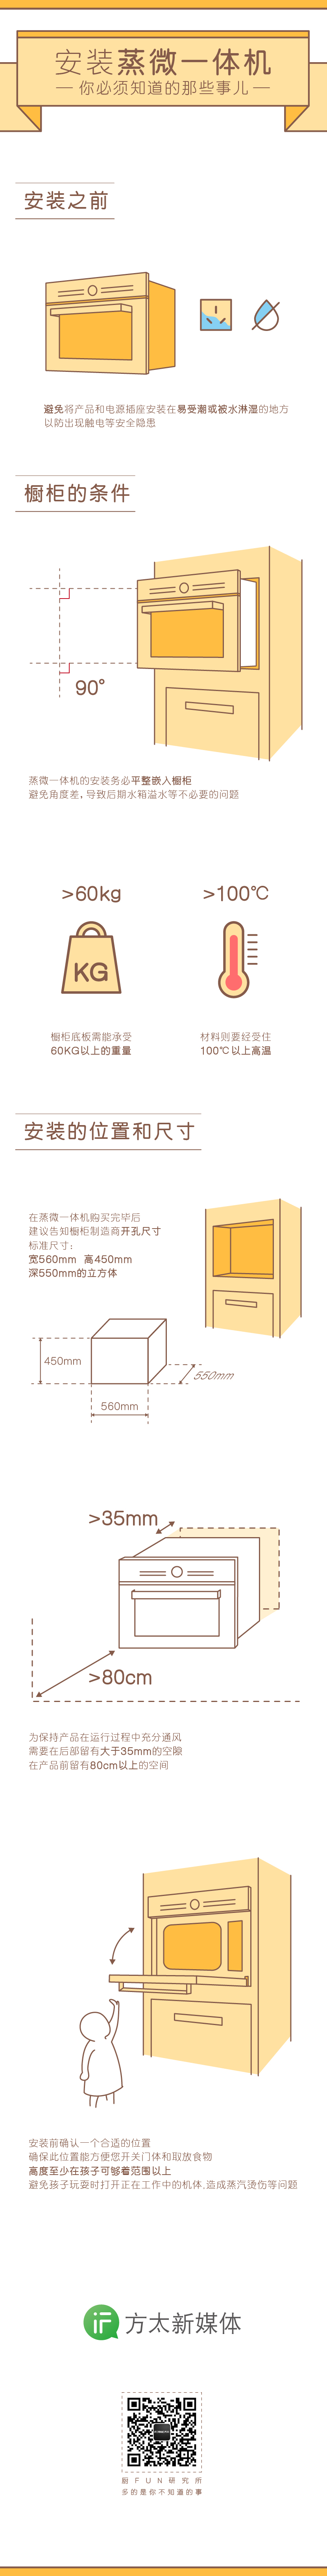 安装蒸微一体机
— 你必须知道的那些事儿 —
安装之前
避免将产品和电源插座安装在易受潮或被水淋湿的地方
以防出现触电等安全隐患
橱柜的条件
90°
蒸微一体机的安装务必平整嵌入橱柜
避免角度差，导致后期水箱溢水等不必要的问题
>60kg
>100℃
KG
橱柜底板需能承受
60KG以上的重量
材料则要经受住
100℃以上高温
安装的位置和尺寸
在蒸微一体机购买完毕后
建议告知橱柜制造商开孔尺寸
标准尺寸：
宽560mm 高450mm
深550mm的立方体
450mm
550mm
560mm
>35mm
>80cm
为保持产品在运行过程中充分通风
需要在后部留有大于35mm的空隙
在产品前留有80cm以上的空间
安装前确认一个合适的位置
确保此位置能方便您开关门体和取放食物
高度至少在孩子可够着范围以上
避免孩子玩耍时打开正在工作中的机体,造成蒸汽烫伤等问题
iF 方太新媒体
厨FUN研究所
多的是你不知道的事